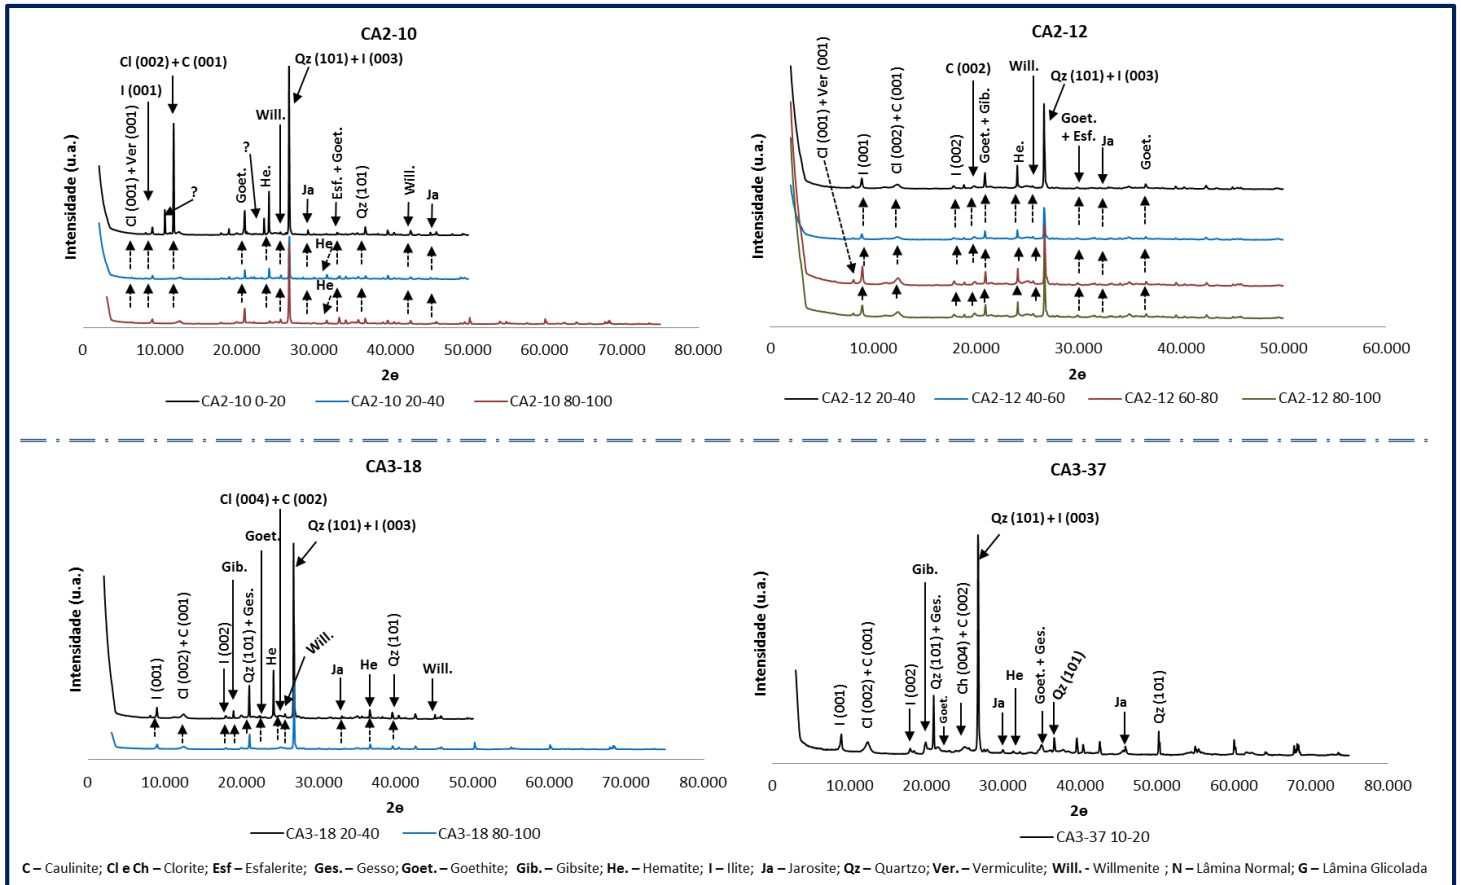 CA2-10
Cl (002) + C (001)
Qz (101) + I (003)
I (001)
Cl (001) + Ver (001)
?
?
Goet.
He.
Will.
Ja
Esf. + Goet.
Qz (101)
Will.
Ja
He
He
Intensidade (u.a.)
0 10.000 20.000 30.000 40.000 50.000 60.000 70.000 80.000
2ɵ
CA2-10 0-20 CA2-10 20-40 CA2-10 80-100
CA2-12
Cl (001) + Ver (001)
I (001)
Cl (002) + C (001)
I (002)
C (002)
Goet. + Gib.
He.
Will.
Qz (101) + I (003)
Goet.
+ Esf.
Ja
Goet.
Intensidade (u.a.)
0 10.000 20.000 30.000 40.000 50.000 60.000
2ɵ
CA2-12 20-40 CA2-12 40-60 CA2-12 60-80 CA2-12 80-100
CA3-18
Cl (004) + C (002)
Qz (101) + I (003)
Goet.
Gib.
I (001)
Cl (002) + C (001)
I (002)
Qz (101) + Ges.
He
Will.
Ja
He
Qz (101)
Will.
Intensidade (u.a.)
0 10.000 20.000 30.000 40.000 50.000 60.000 70.000 80.000
2ɵ
CA3-18 20-40 CA3-18 80-100
CA3-37
Qz (101) + I (003)
Gib.
I (001)
Cl (002) + C (001)
I (002)
Qz (101) + Ges.
Goet.
Ch (004) + C (002)
Ja
He
Goet. + Ges.
Qz (101)
Ja
Qz (101)
Intensidade (u.a.)
0 10.000 20.000 30.000 40.000 50.000 60.000 70.000 80.000
2ɵ
CA3-37 10-20
C – Caulinite; Cl e Ch – Clorite; Esf – Esfalerite; Ges. – Gesso; Goet. – Goethite; Gib. – Gibsite; He. – Hematite; I – Ilite; Ja – Jarosite; Qz – Quartzo; Ver. – Vermiculite; Will. - Willmenite ; N – Lâmina Normal; G – Lâmina Glicolada